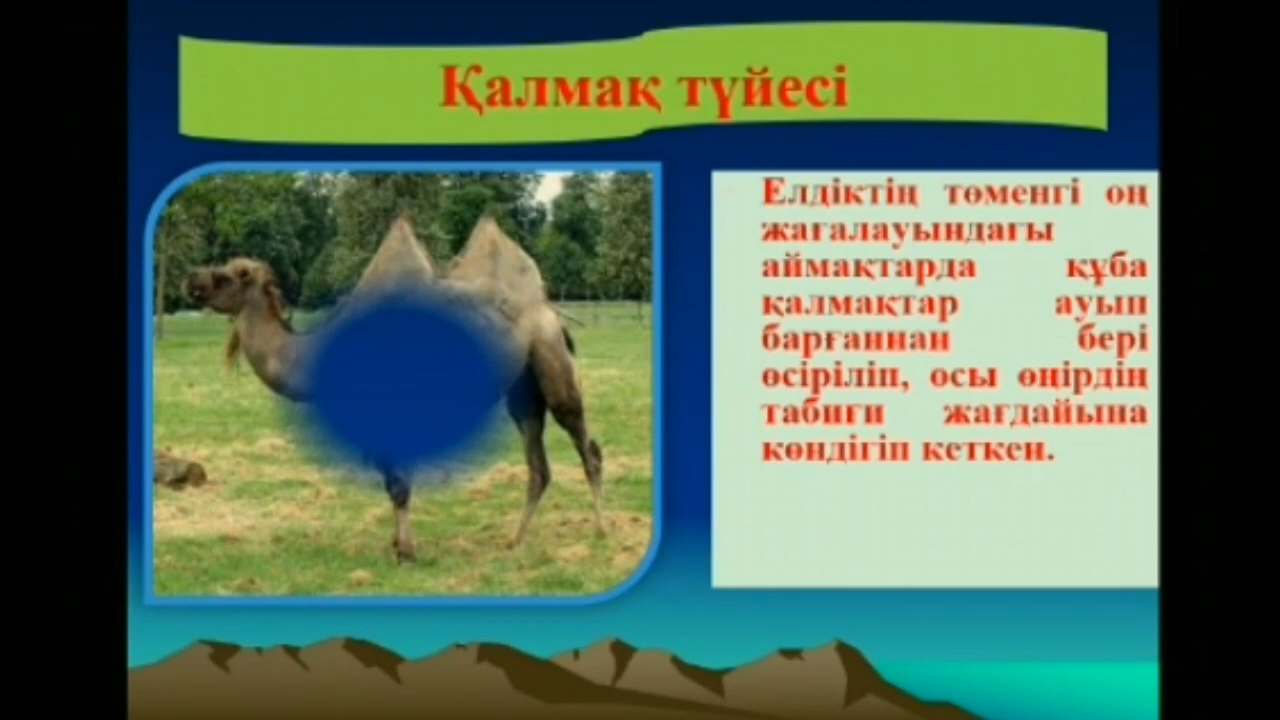 Қалмақ түйесі
Елдіктің төменгі оң
жағалауындағы
аймақтарда құба
қалмақтар ауып
барғаннан бері
өсіріліп, осы өңірдің
табиғи жағдайына
көндігіп кеткен.